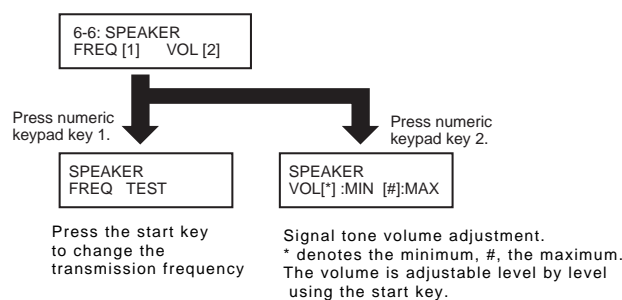 6-6: SPEAKER
FREQ [1] VOL [2]
Press numeric
keypad key 1.
Press numeric
keypad key 2.
SPEAKER
FREQ TEST
SPEAKER
VOL[*] :MIN [#]:MAX
Press the start key
to change the
transmission frequency
Signal tone volume adjustment.
* denotes the minimum, #, the maximum.
The volume is adjustable level by level
using the start key.